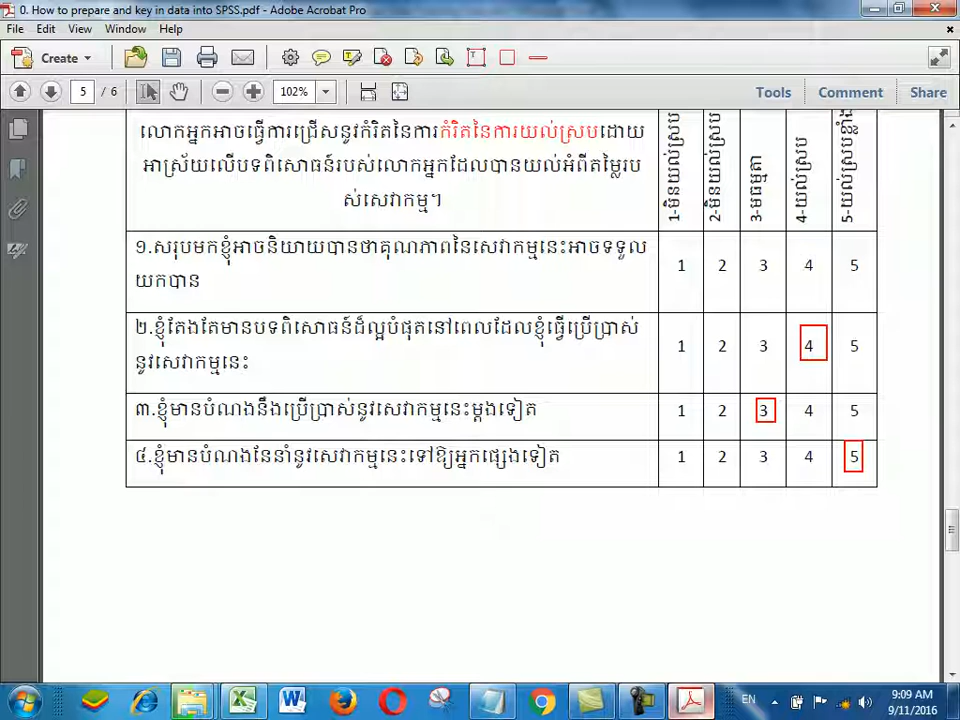 0. How to prepare and key in data into SPSS.pdf - Adobe Acrobat Pro
File Edit View Window Help
Create
5 / 6 102% Tools Comment Share
លោកអ្នកអាចធ្វើការជ្រើសនូវកំរិតនៃការកំរិតនៃការយល់ស្របដោយ
អាស្រ័យលើបទពិសោធន៍របស់លោកអ្នកដែលបានយល់អំពីតម្លៃរប
ស់សេវាកម្ម។
1-មិនយល់ស្រប
2-មិនយល់ស្រប
3-មធ្យម​តា
4-យល់ស្រប
5-យល់ស្របខ្លាំង
១.សរុបមកខ្ញុំអាចនិយាយបានថាគុណភាពនៃសេវាកម្មនេះអាចទទួល
យកបាន
1 2 3 4 5
២.ខ្ញុំតែងតែមានបទពិសោធន៍ដ៏ល្អបំផុតនៅពេលដែលខ្ញុំធ្វើប្រើប្រាស់
នូវសេវាកម្មនេះ
1 2 3 4 5
៣.ខ្ញុំមានបំណងនឹងប្រើប្រាស់នូវសេវាកម្មនេះម្តងទៀត 1 2 3 4 5
៤.ខ្ញុំមានបំណងនែនាំនូវសេវាកម្មនេះទៅឱ្យអ្នកផ្សេងទៀត 1 2 3 4 5
EN
9:09 AM
9/11/2016